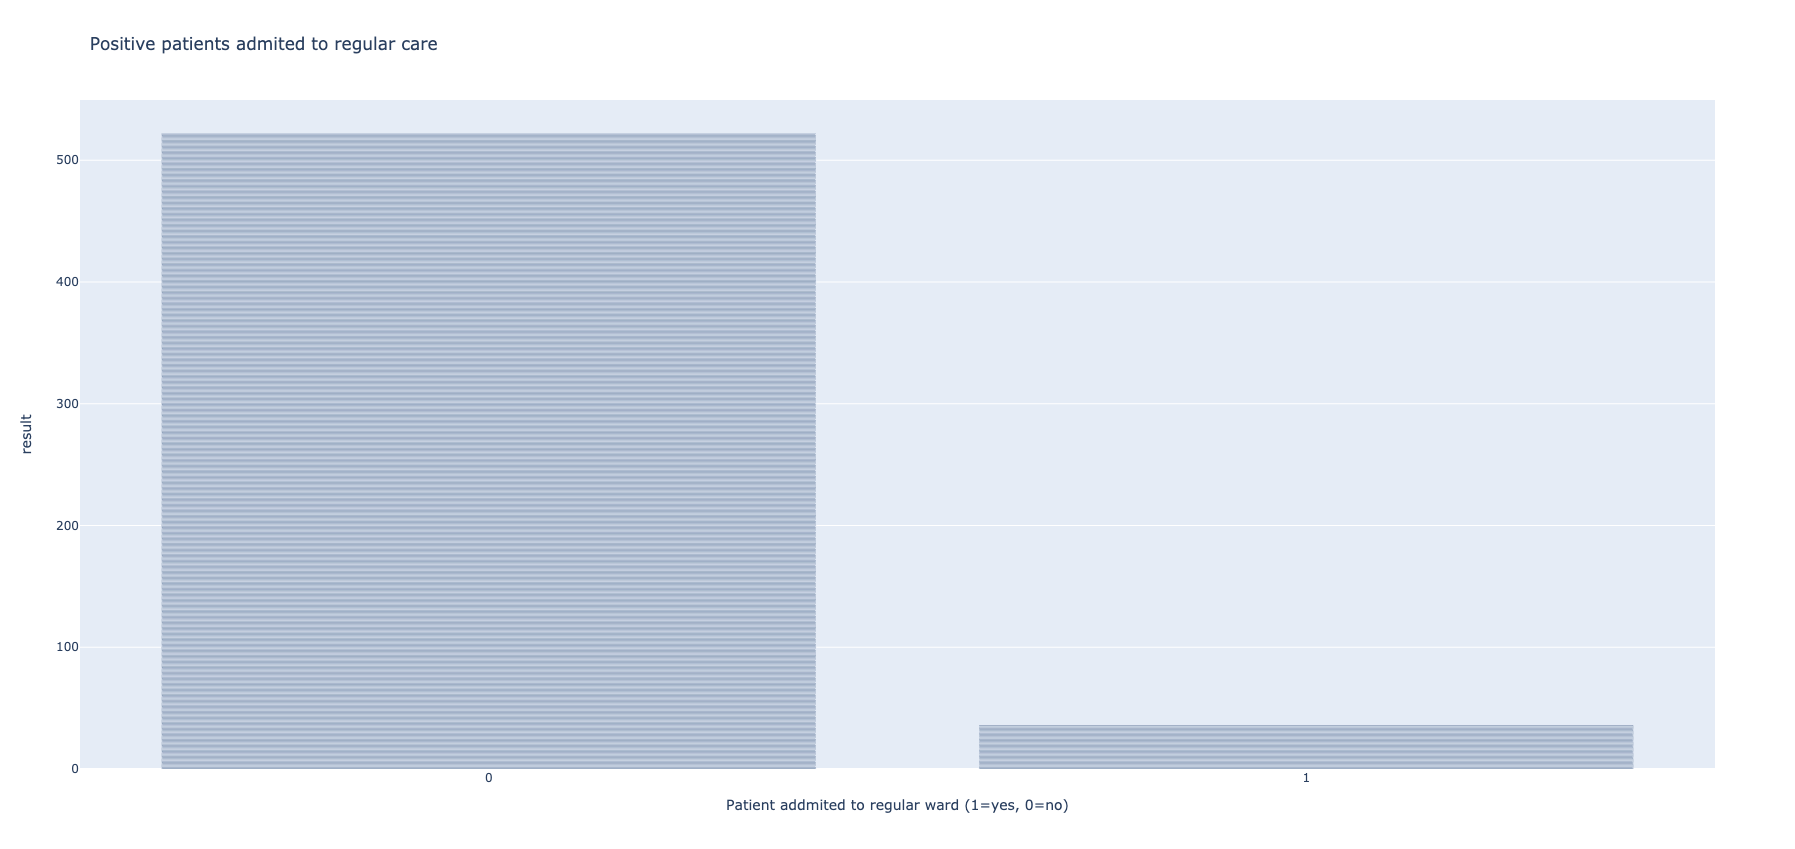 Positive patients admited to regular care
500
400
300
200
100
0
result
0
1
Patient addmited to regular ward (1=yes, 0=no)